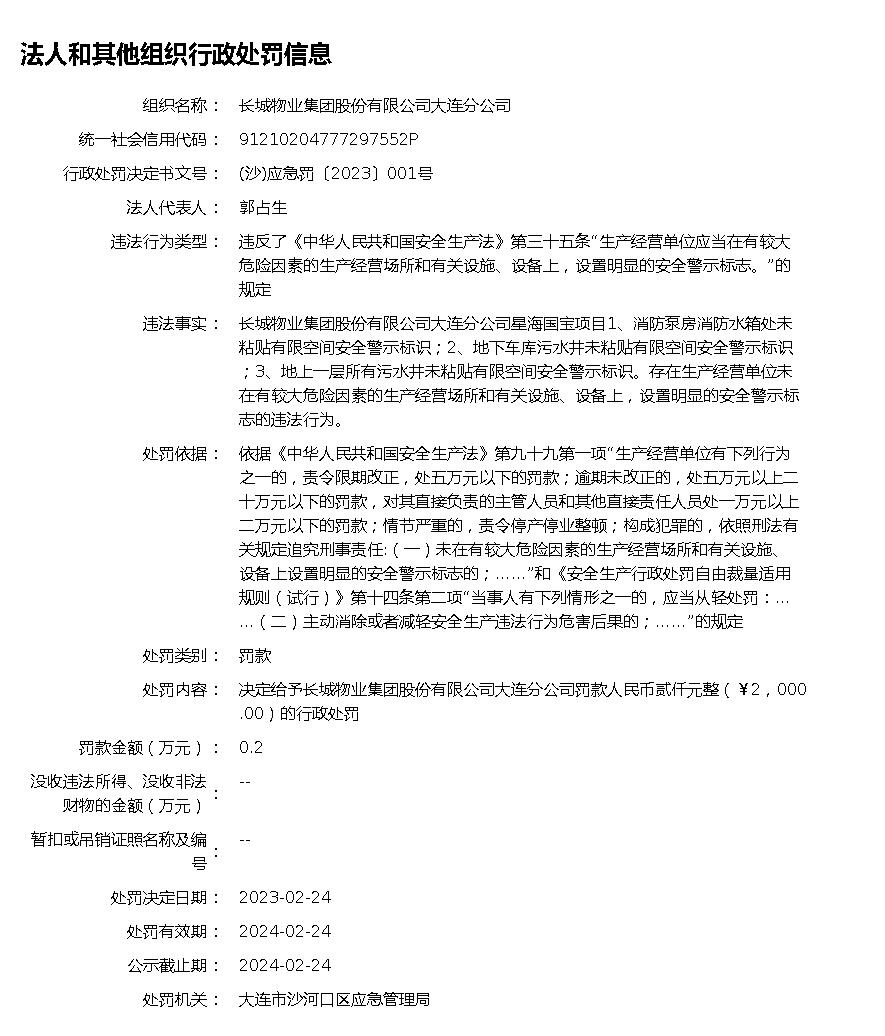 法人和其他组织行政处罚信息
组织名称： 长城物业集团股份有限公司大连分公司
统一社会信用代码： 91210204777297552P
行政处罚决定书文号： (沙)应急罚〔2023〕001号
法人代表人： 郭占生
违法行为类型： 违反了《中华人民共和国安全生产法》第三十五条“生产经营单位应当在有较大
危险因素的生产经营场所和有关设施、设备上，设置明显的安全警示标志。”的
规定
违法事实： 长城物业集团股份有限公司大连分公司星海国宝项目1、消防泵房消防水箱处未
粘贴有限空间安全警示标识；2、地下车库污水井未粘贴有限空间安全警示标识
；3、地上一层所有污水井未粘贴有限空间安全警示标识。存在生产经营单位未
在有较大危险因素的生产经营场所和有关设施、设备上，设置明显的安全警示标
志的违法行为。
处罚依据： 依据《中华人民共和国安全生产法》第九十九第一项“生产经营单位有下列行为
之一的，责令限期改正，处五万元以下的罚款；逾期未改正的，处五万元以上二
十万元以下的罚款，对其直接负责的主管人员和其他直接责任人员处一万元以上
二万元以下的罚款；情节严重的，责令停产停业整顿；构成犯罪的，依照刑法有
关规定追究刑事责任:（一）未在有较大危险因素的生产经营场所和有关设施、
设备上设置明显的安全警示标志的；……”和《安全生产行政处罚自由裁量适用
规则（试行）》第十四条第二项“当事人有下列情形之一的，应当从轻处罚：…
…（二）主动消除或者减轻安全生产违法行为危害后果的；……”的规定
处罚类别： 罚款
处罚内容： 决定给予长城物业集团股份有限公司大连分公司罚款人民币贰仟元整（￥2，000
.00）的行政处罚
罚款金额（万元）： 0.2
没收违法所得、没收非法
财物的金额（万元）： --
暂扣或吊销证照名称及编
号： --
处罚决定日期： 2023-02-24
处罚有效期： 2024-02-24
公示截止期： 2024-02-24
处罚机关： 大连市沙河口区应急管理局